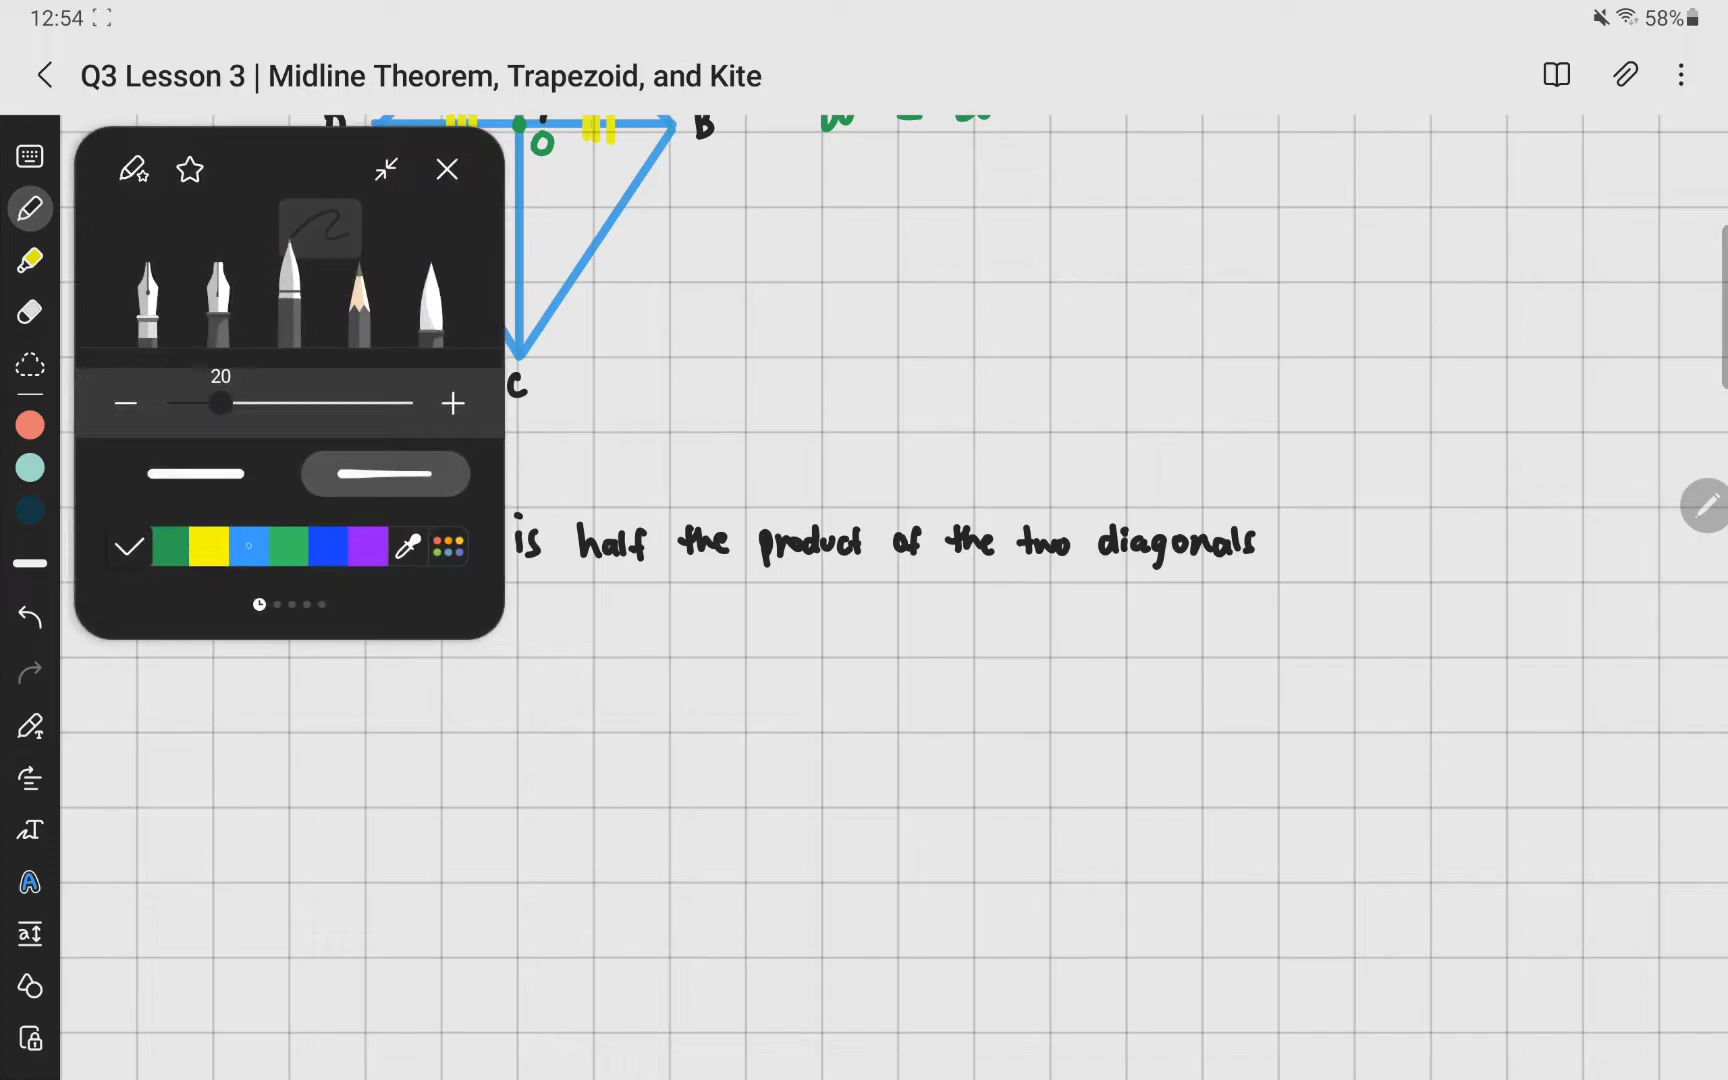 12:54 58%
Q3 Lesson 3 | Midline Theorem, Trapezoid, and Kite
B
O
20
C
is half the product of the two diagonals